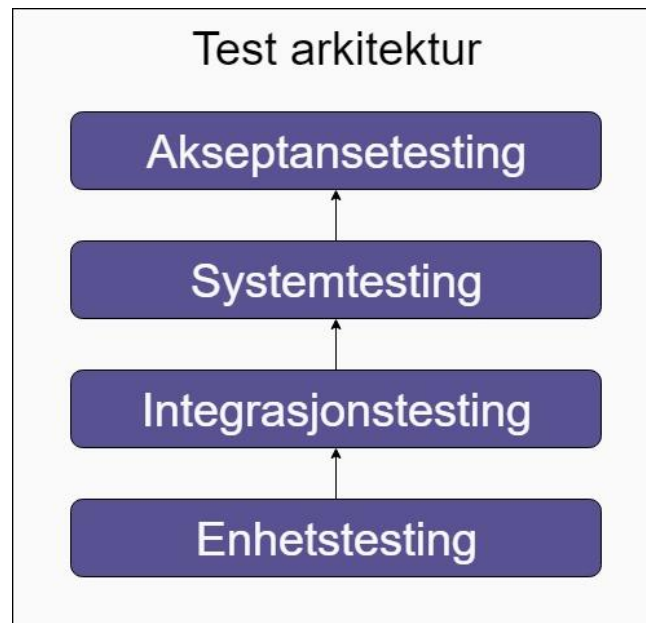 Test arkitektur
Akseptansetesting
Systemtesting
Integrasjonstesting
Enhetstesting